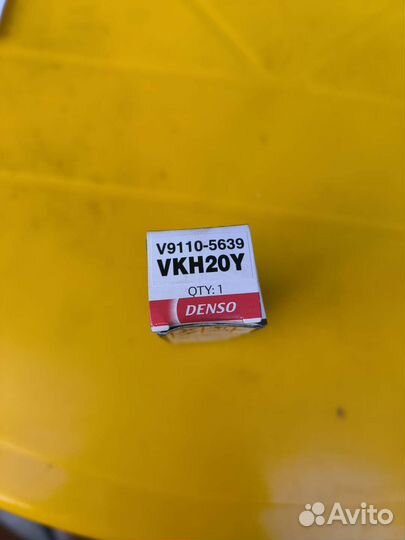 V9110-5639
VKH20Y
QTY: 1
DENSO
Avito